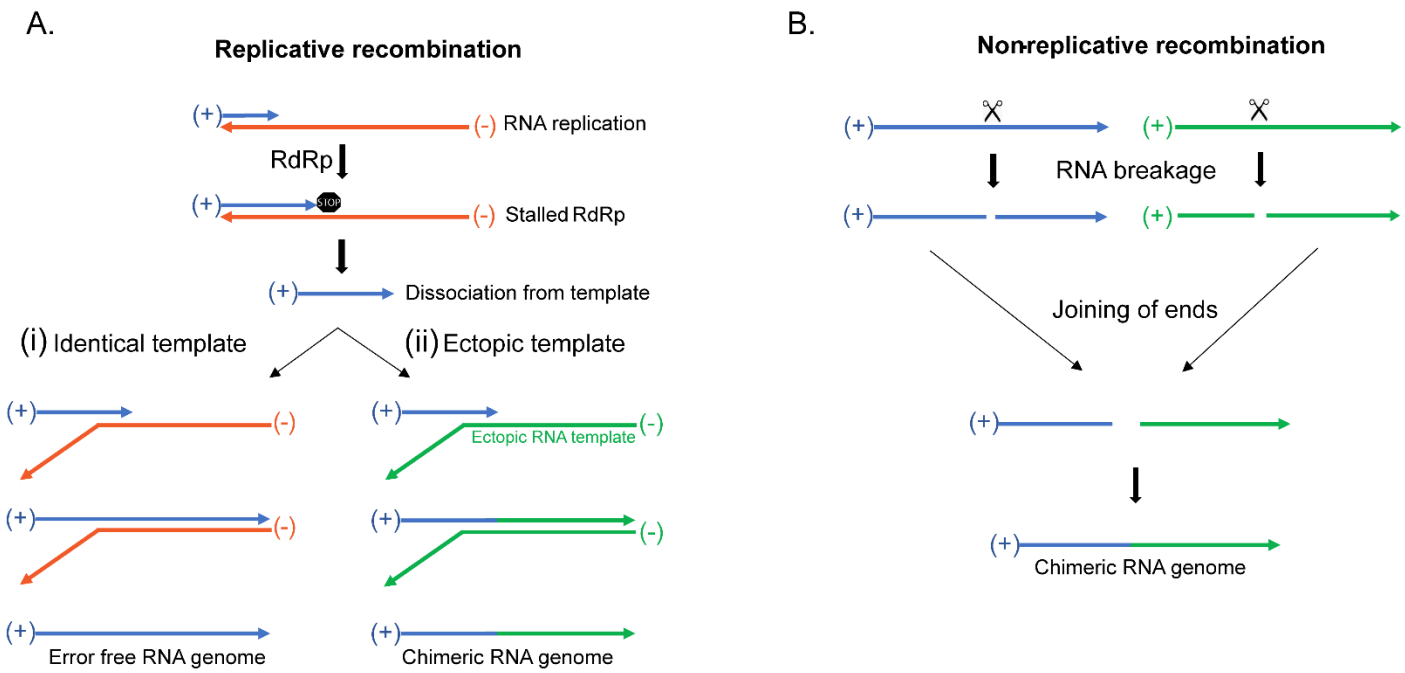 A.
Replicative recombination
(+)
(-) RNA replication
RdRp
(+) STOP
(-) Stalled RdRp
(+) Dissociation from template
(i) Identical template
(ii) Ectopic template
(+) (-)
(+) (-)
Ectopic RNA template
(+) (-)
(+) (-)
(+)
Error free RNA genome
(+)
Chimeric RNA genome
B.
Non-replicative recombination
(+) (+)
RNA breakage
(+) (+)
Joining of ends
(+)
(+)
Chimeric RNA genome